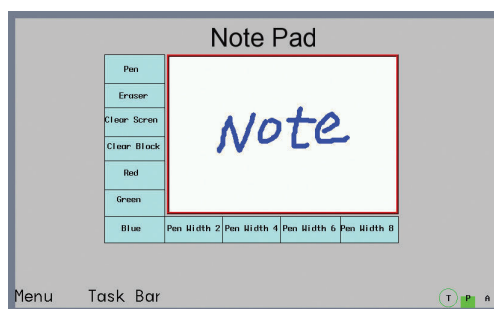 Note Pad
Pen
Eraser
Clear Scren
Clear Block
Red
Green
Note
Blue Pen Width 2 Pen Width 4 Pen Width 6 Pen Width 8
Menu Task Bar T P A